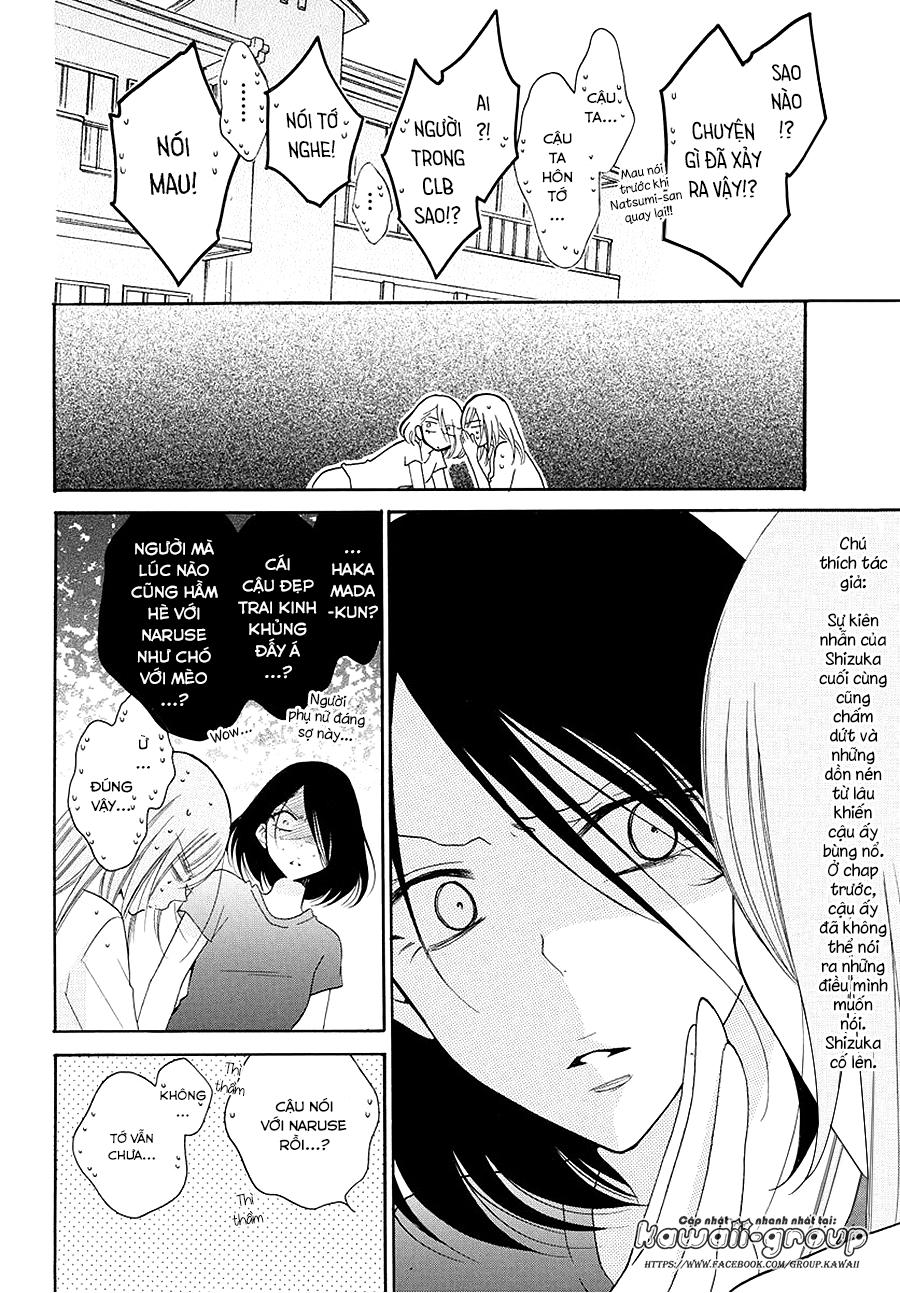 SAO
NÀO
!?
CHUYỆN
GÌ ĐÃ XẢY
RA VẬY!?
Mau nói
trước khi
Natsumi-san
quay lại!!
CẬU
TA...
CẬU
TA
HÔN
TỚ
...
AI
?!
NGƯỜI
TRONG
CLB
SAO!?
...
NÓI TỚ
NGHE!
......
NÓI
MAU!
Chú
thích tác
giả:
Sự kiên
nhẫn của
Shizuka
cuối cùng
cũng
chấm
dứt và
những
dồn nén
từ lâu
khiến
cậu ấy
bùng nổ.
Ở chap
trước,
cậu ấy
đã không
thể nói
ra những
điều mình
muốn
nói.
Shizuka
cố lên.
...
HAKA
MADA
-KUN?
CÁI
CẬU ĐẸP
TRAI KINH
KHỦNG
ĐẤY Á
...?
NGƯỜI MÀ
LÚC NÀO
CŨNG HẦM
HÈ VỚI
NARUSE
NHƯ CHÓ
VỚI MÈO
...?
Người
phụ nữ đáng
sợ này...
Wow...
Ừ
...
ĐÚNG
VẬY...
Thì
thầm
CẬU NÓI
VỚI NARUSE
RỒI...?
Thì
thầm
KHÔNG
...
TỚ VẪN
CHƯA...
Cập nhật nhanh nhất tại:
kawaii-group
HTTPS://WWW.FACEBOOK.COM/GROUP.KAWAII